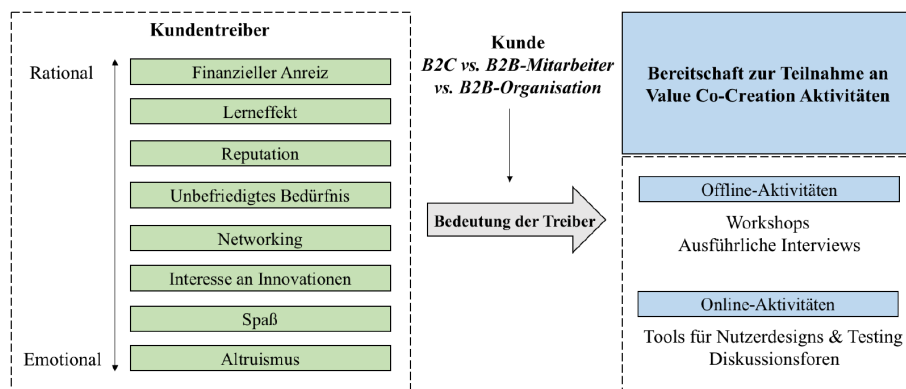 Kundentreiber
Rational
Finanzieller Anreiz
Lerneffekt
Reputation
Unbefriedigtes Bedürfnis
Networking
Interesse an Innovationen
Spaß
Emotional
Altruismus
Kunde
B2C vs. B2B-Mitarbeiter
vs. B2B-Organisation
Bedeutung der Treiber
Bereitschaft zur Teilnahme an
Value Co-Creation Aktivitäten
Offline-Aktivitäten
Workshops
Ausführliche Interviews
Online-Aktivitäten
Tools für Nutzerdesigns & Testing
Diskussionsforen